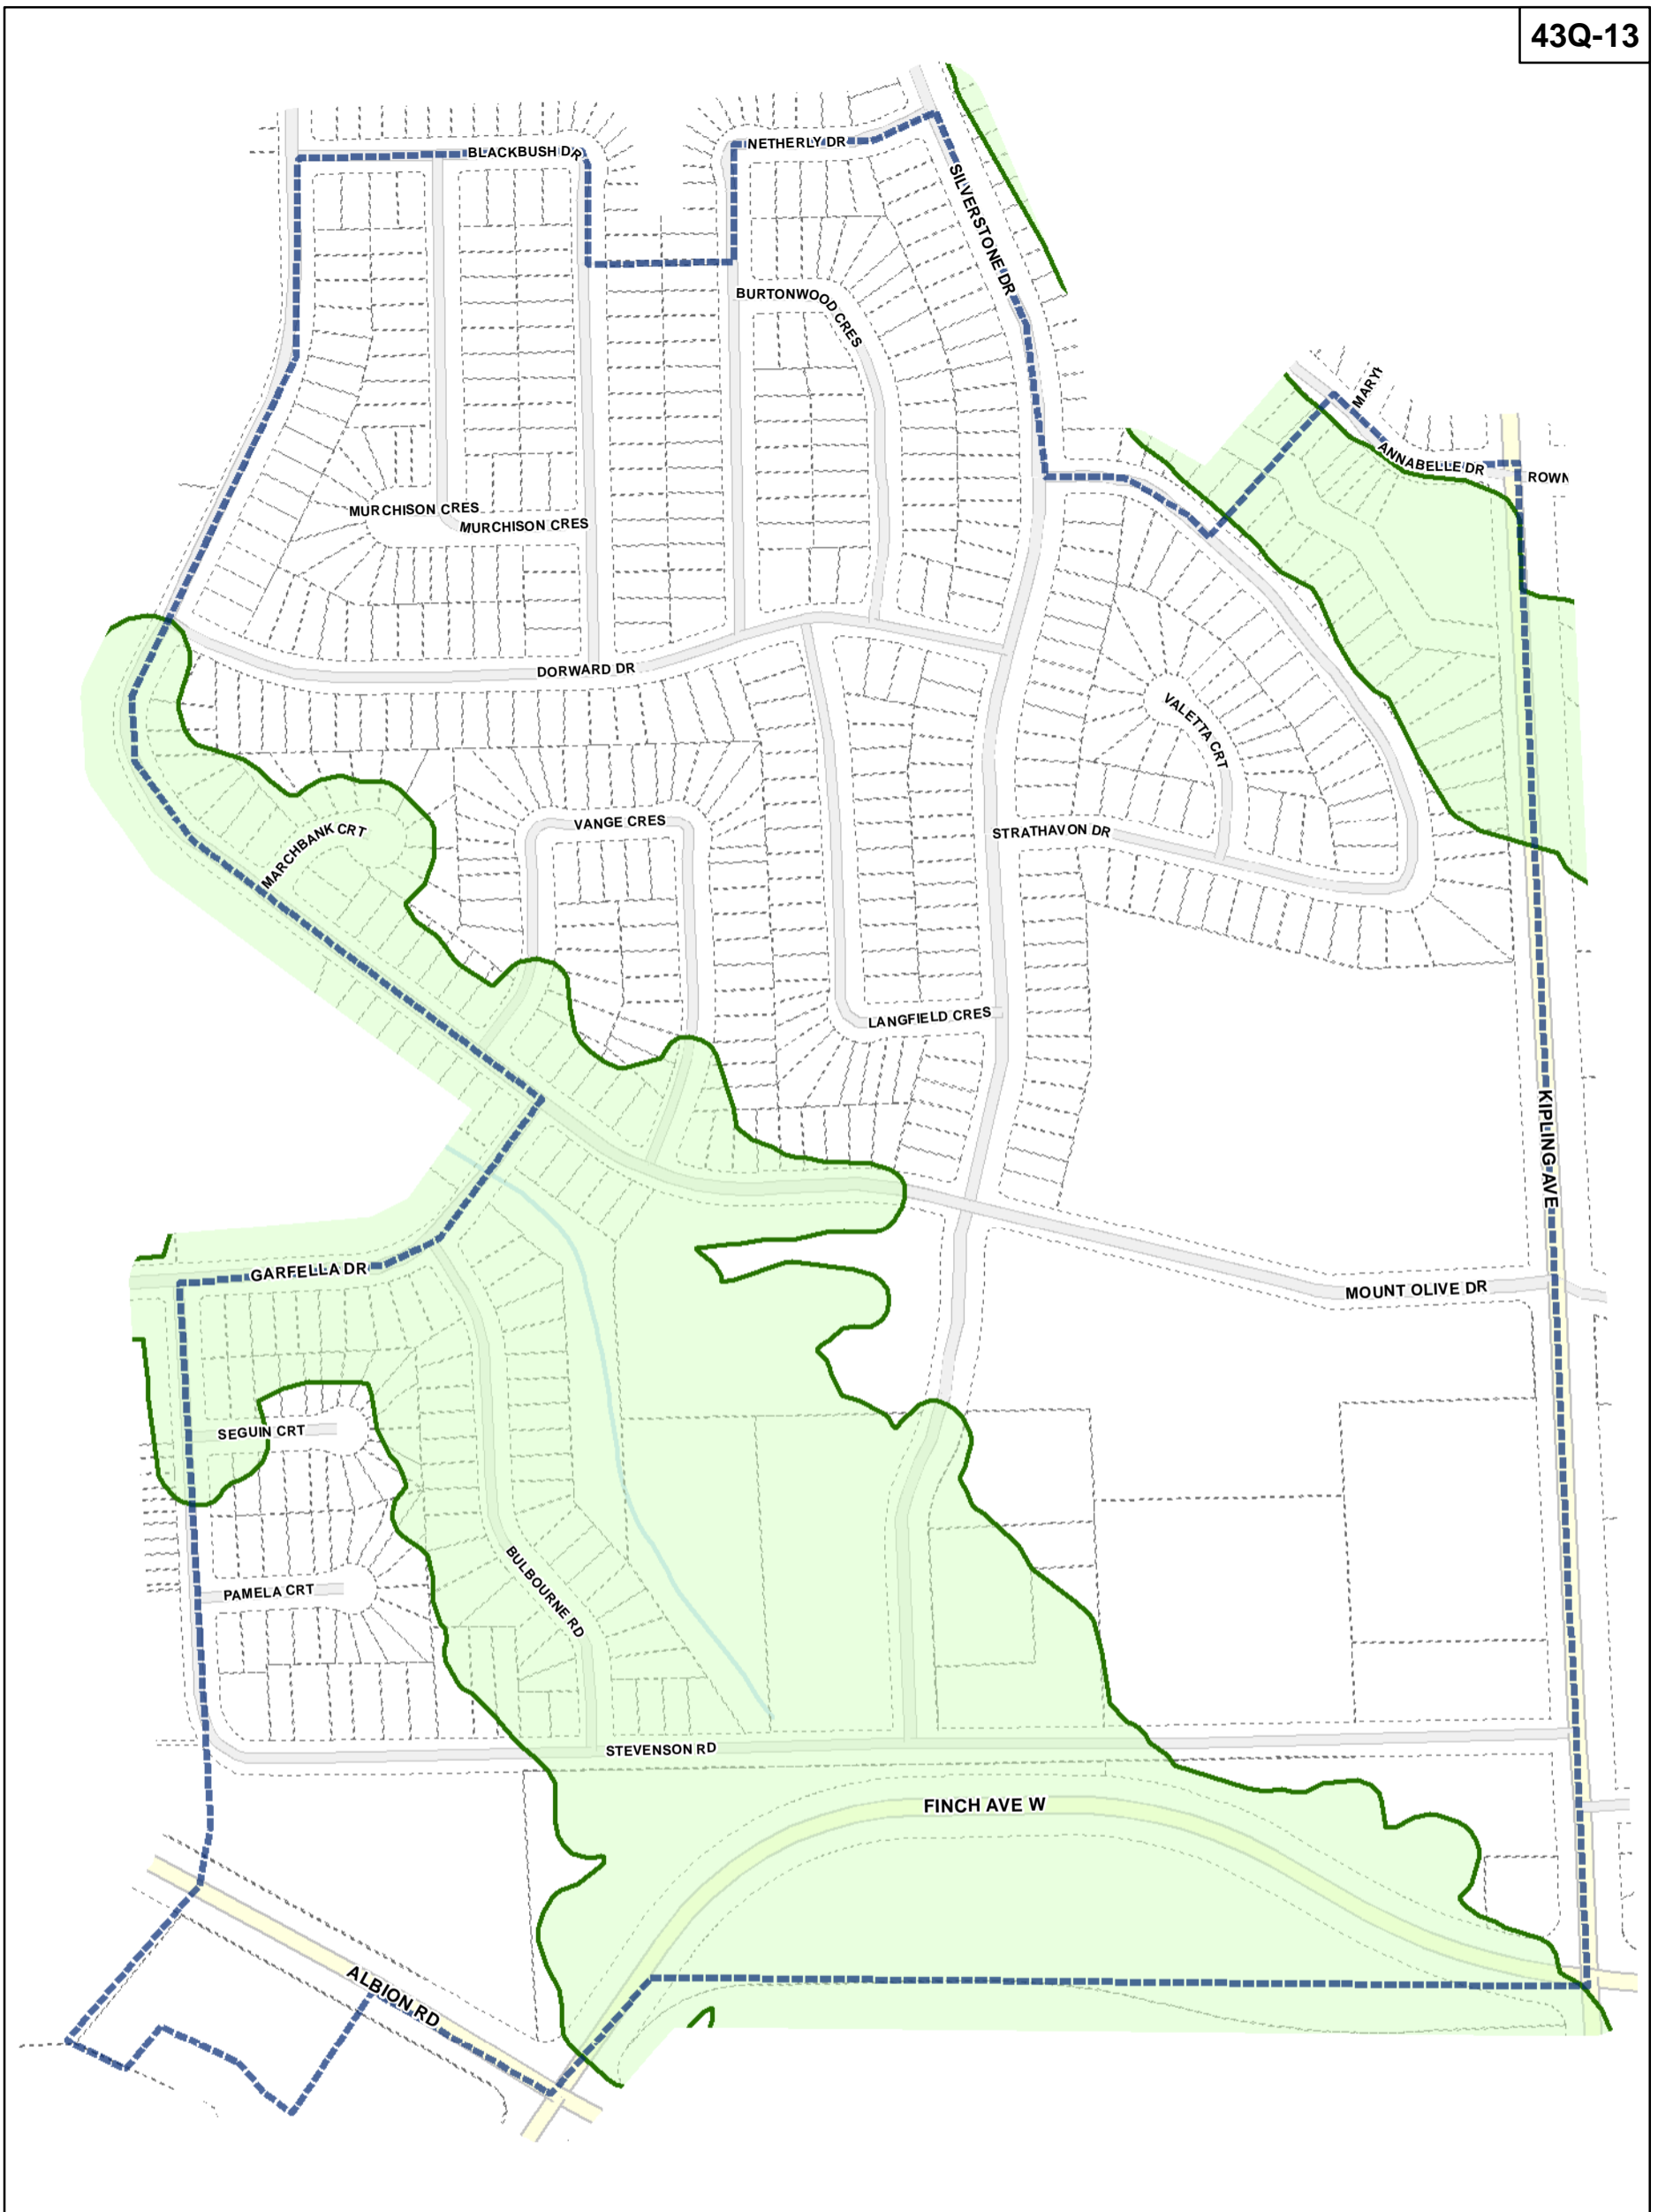 43Q-13
BLACKBUSH DR
NETHERLY DR
SILVERSTONE DR
BURTONWOOD CRES
MARYH
ANNABELLE DR
ROWN
MURCHISON CRES
MURCHISON CRES
DORWARD DR
VALETTA CRT
VANGE CRES
MARCHBANK CRT
STRATHAVON DR
LANGFIELD CRES
KIPLING AVE
GARFELLA DR
MOUNT OLIVE DR
SEGUIN CRT
BULBOURNE RD
PAMELA CRT
STEVENSON RD
FINCH AVE W
ALBION RD